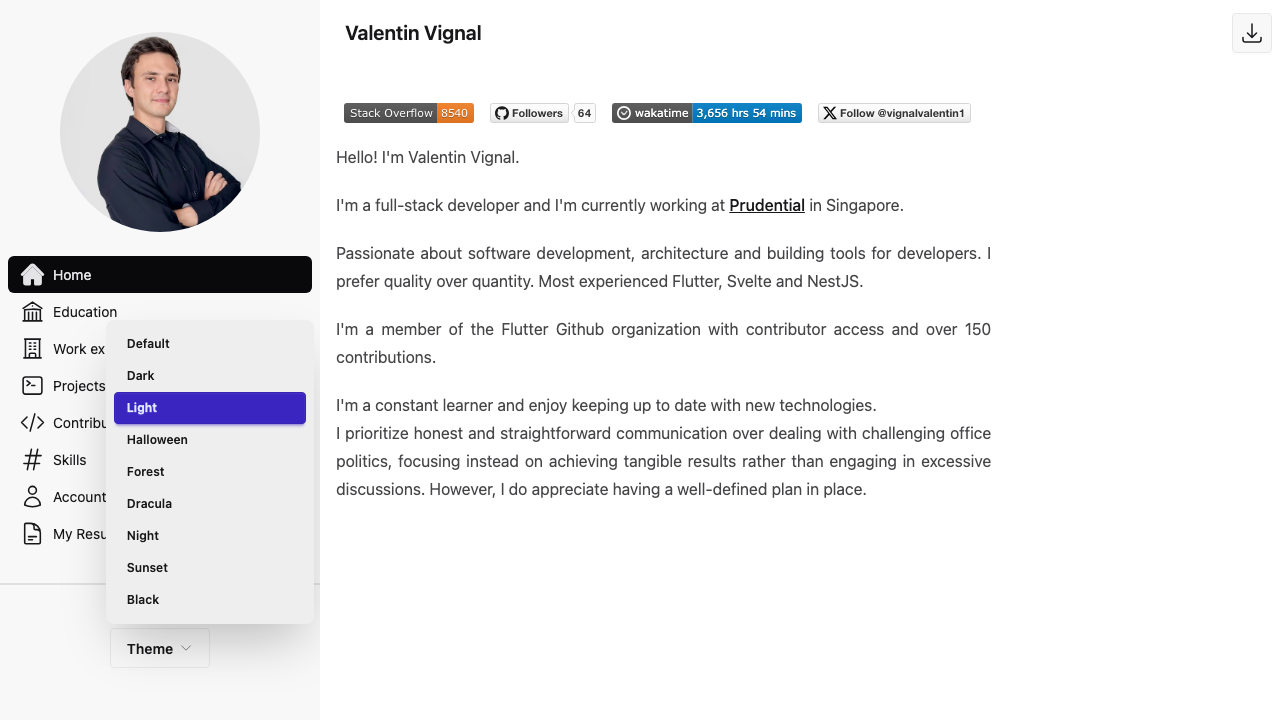 Valentin Vignal
Stack Overflow 8540
Followers 64
wakatime 3,656 hrs 54 mins
Follow @vignalvalentin1
Hello! I'm Valentin Vignal.
I'm a full-stack developer and I'm currently working at Prudential in Singapore.
Passionate about software development, architecture and building tools for developers. I
prefer quality over quantity. Most experienced Flutter, Svelte and NestJS.
I'm a member of the Flutter Github organization with contributor access and over 150
contributions.
I'm a constant learner and enjoy keeping up to date with new technologies.
I prioritize honest and straightforward communication over dealing with challenging office
politics, focusing instead on achieving tangible results rather than engaging in excessive
discussions. However, I do appreciate having a well-defined plan in place.
Home
Education
Work ex
Projects
Contribu
Skills
Account
My Resu
Default
Dark
Light
Halloween
Forest
Dracula
Night
Sunset
Black
Theme